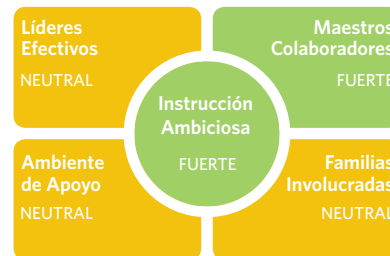 Líderes
Efectivos
NEUTRAL
Maestros
Colaboradores
FUERTE
Instrucción
Ambiciosa
FUERTE
Ambiente
de Apoyo
NEUTRAL
Familias
Involucradas
NEUTRAL